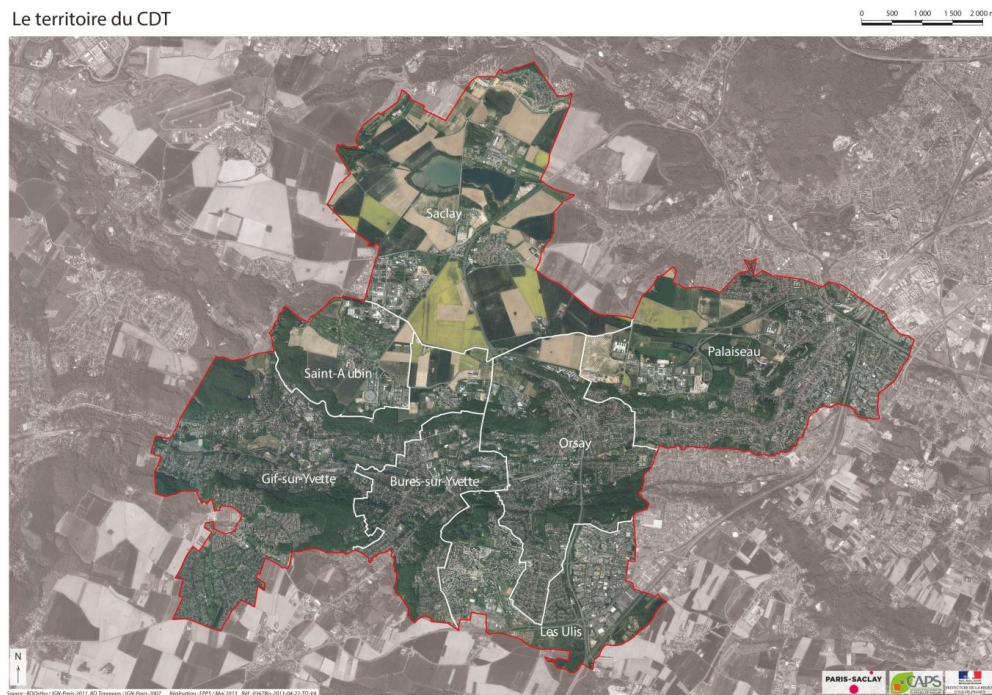 Le territoire du CDT
0 500 1 000 1 500 2 000 m
Saclay
Palaiseau
Saint-Aubin
Orsay
Gif-sur-Yvette
Bures-sur-Yvette
Les Ulis
N
PARIS-SACLAY
CAPS